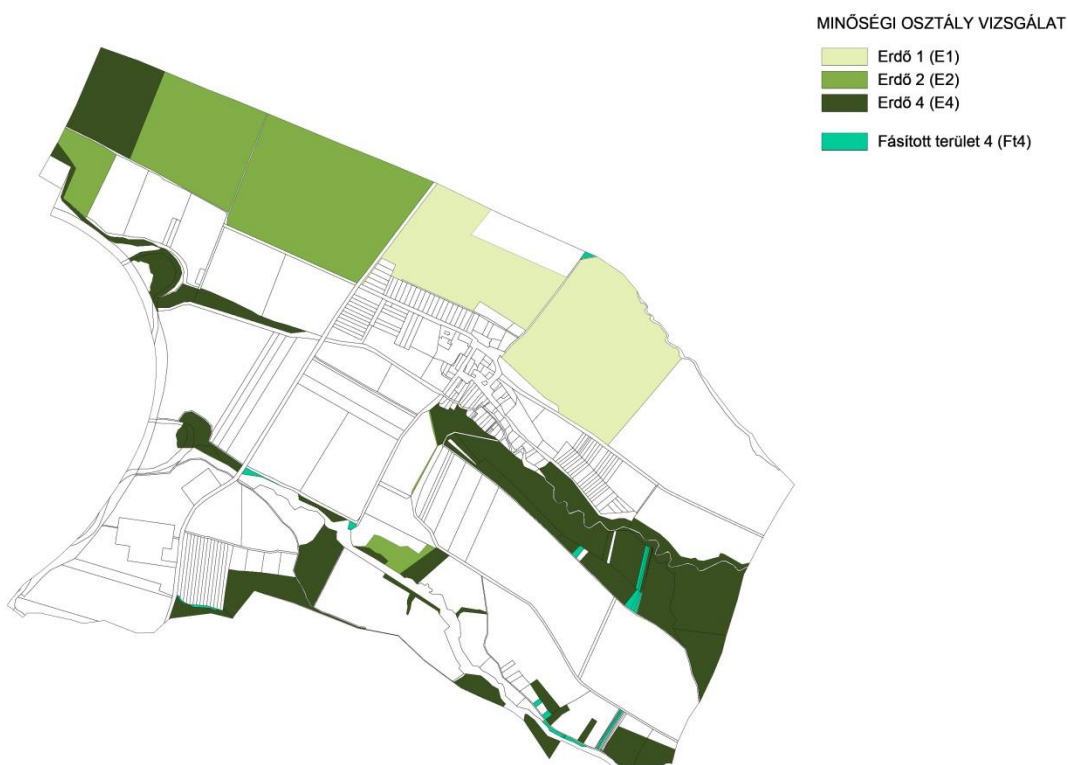 MINŐSÉGI OSZTÁLY VIZSGÁLAT
Erdő 1 (E1)
Erdő 2 (E2)
Erdő 4 (E4)
Fásított terület 4 (Ft4)